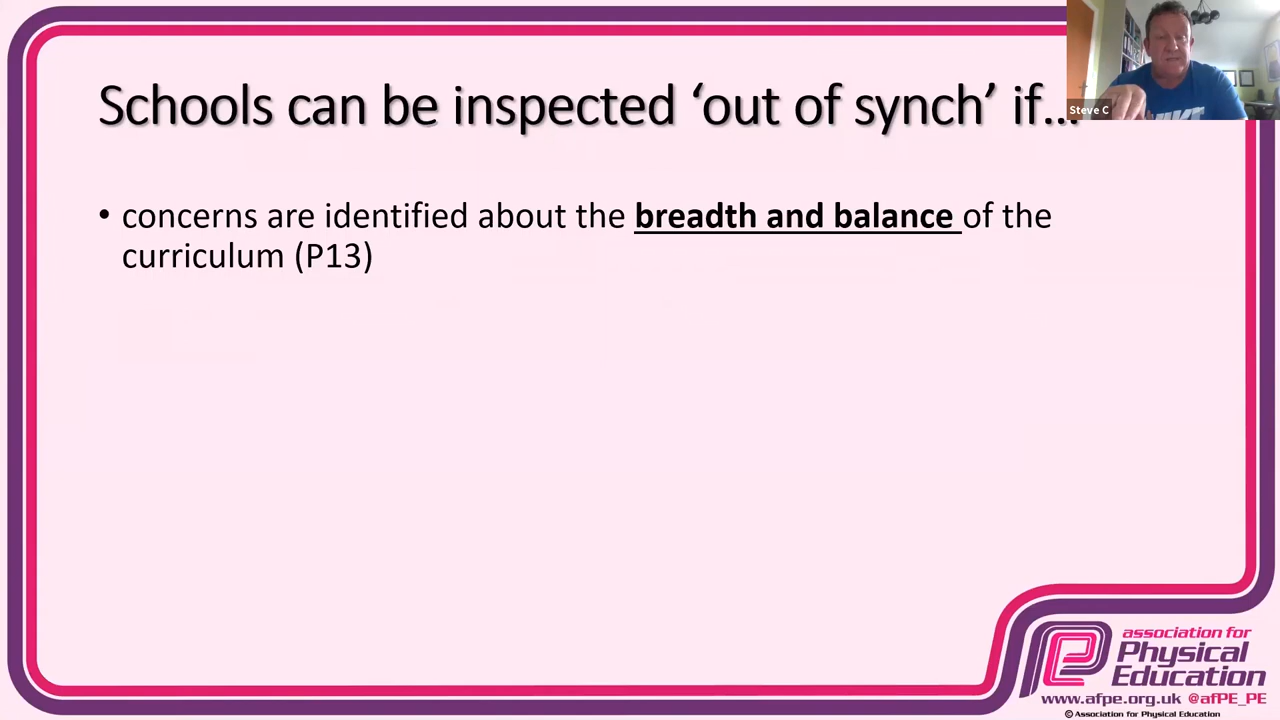 Schools can be inspected ‘out of synch’ if...
Steve C
• concerns are identified about the breadth and balance of the
curriculum (P13)
association for
Physical
Education
www.afpe.org.uk @afPE_PE
© Association for Physical Education